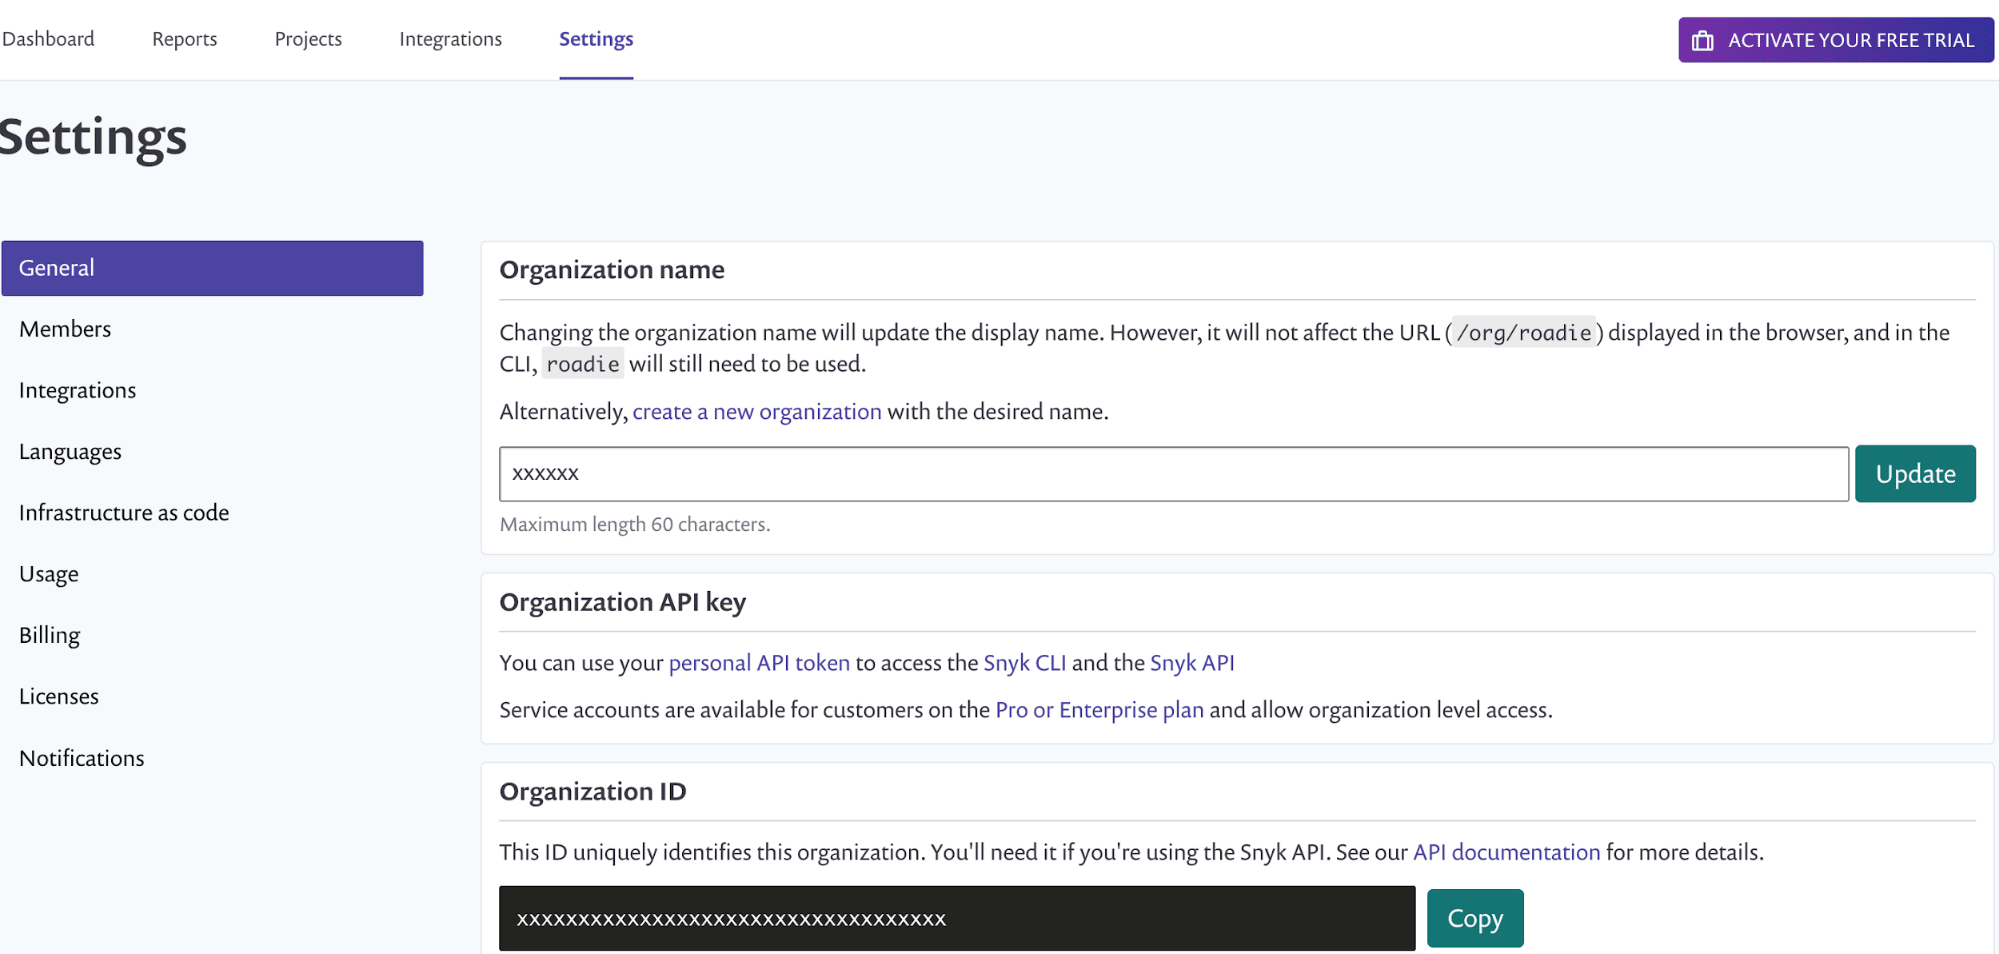 Dashboard Reports Projects Integrations Settings ACTIVATE YOUR FREE TRIAL
Settings
General
Members
Integrations
Languages
Infrastructure as code
Usage
Billing
Licenses
Notifications
Organization name
Changing the organization name will update the display name. However, it will not affect the URL ( /org/roadie ) displayed in the browser, and in the
CLI, roadie will still need to be used.
Alternatively, create a new organization with the desired name.
xxxxxx Update
Maximum length 60 characters.
Organization API key
You can use your personal API token to access the Snyk CLI and the Snyk API
Service accounts are available for customers on the Pro or Enterprise plan and allow organization level access.
Organization ID
This ID uniquely identifies this organization. You'll need it if you're using the Snyk API. See our API documentation for more details.
xxxxxxxxxxxxxxxxxxxxxxxxxxxxxxxxxxxx Copy